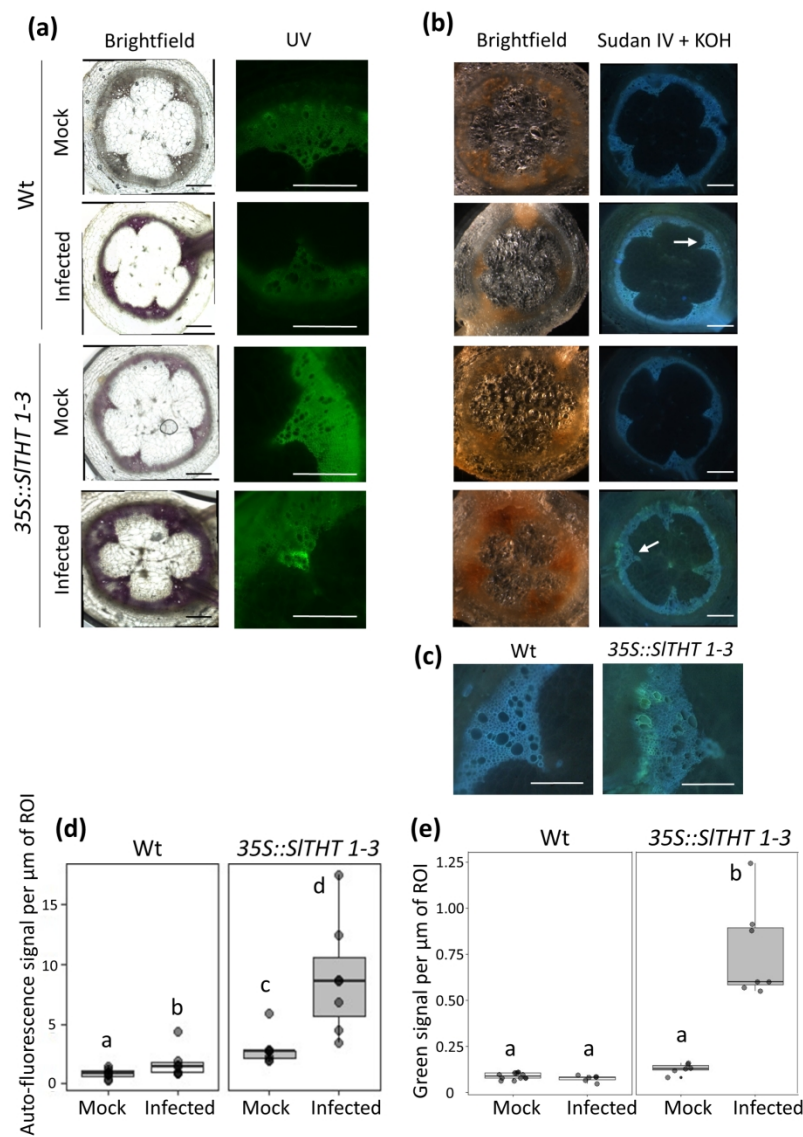 (a)
Brightfield UV
Wt
Mock
Infected
35S::SlTHT 1-3
Mock
Infected
(b)
Brightfield Sudan IV + KOH
(c)
Wt 35S::SlTHT 1-3
(d)
Wt 35S::SlTHT 1-3
Auto-fluorescence signal per µm of ROI
15
10
5
0
a
b
c
d
Mock Infected Mock Infected
(e)
Wt 35S::SlTHT 1-3
Green signal per µm of ROI
1.25
1.00
0.75
0.50
0.25
0
a
a
a
b
Mock Infected Mock Infected